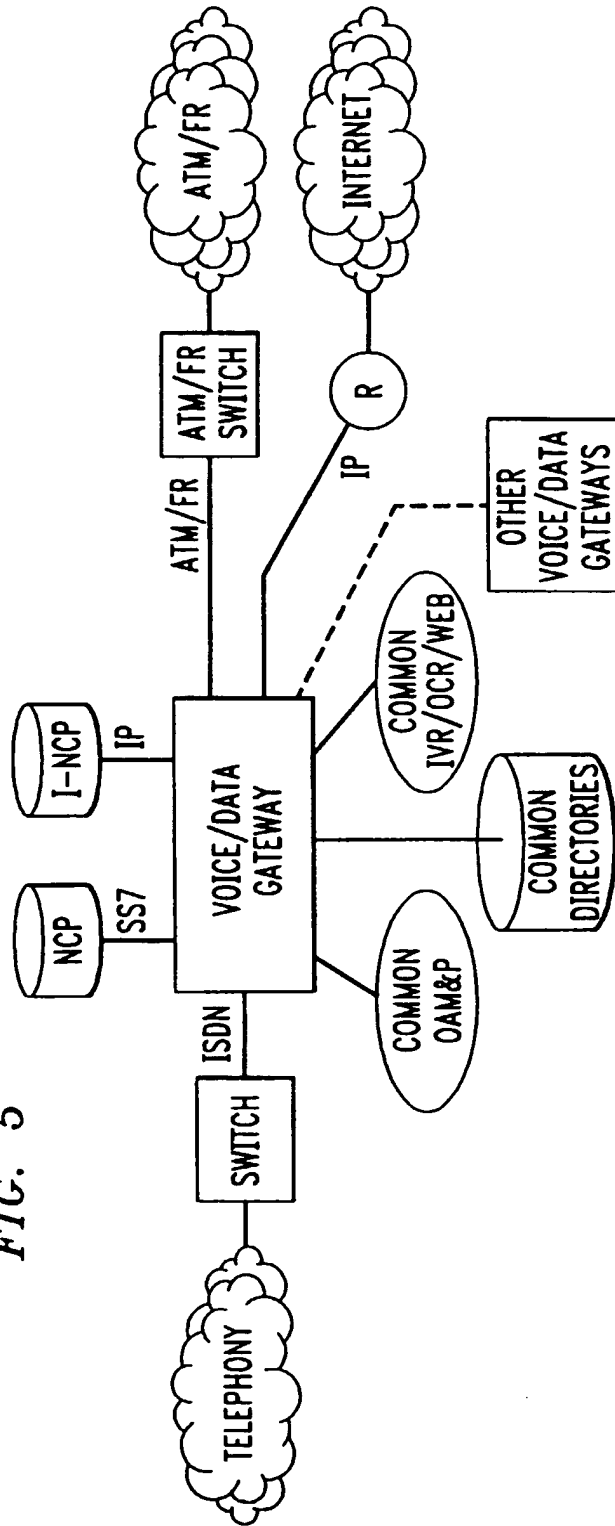 FIG. 5
NCP
I-NCP
SS7
IP
TELEPHONY
SWITCH
ISDN
VOICE/DATA
GATEWAY
ATM/FR
ATM/FR
SWITCH
ATM/FR
IP
R
INTERNET
COMMON
OAM&P
COMMON
DIRECTORIES
COMMON
IVR/OCR/WEB
OTHER
VOICE/DATA
GATEWAYS